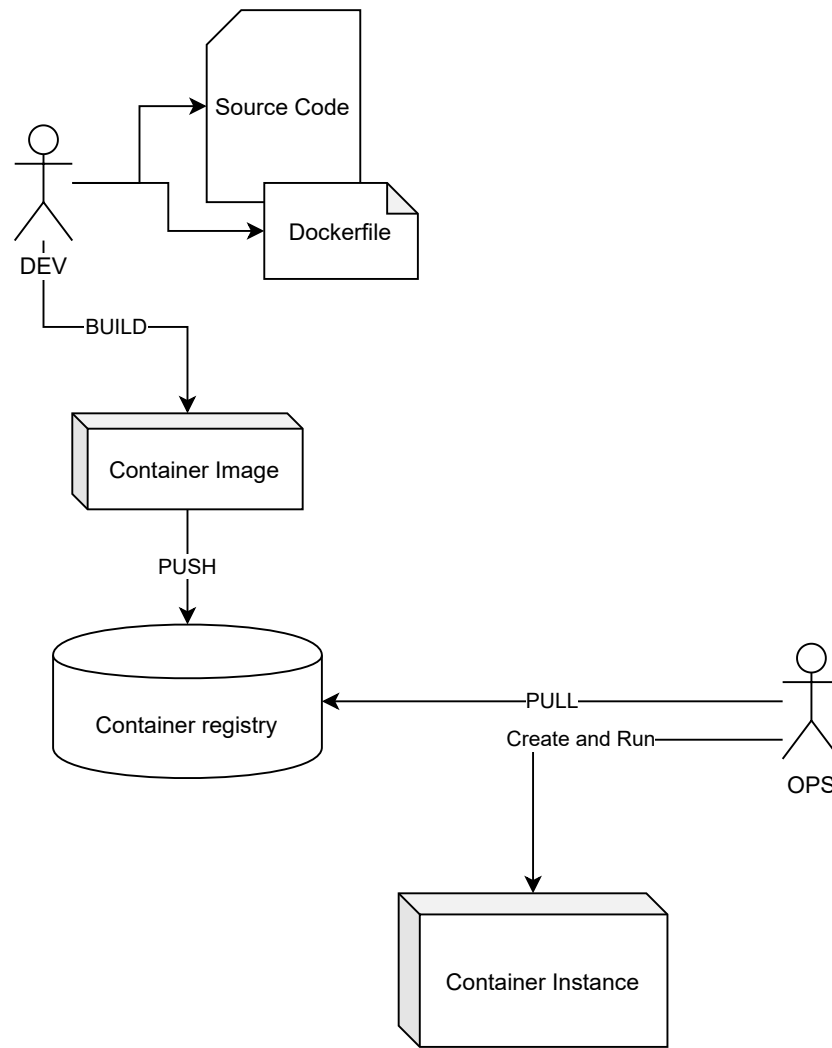 Source Code
Dockerfile
DEV
BUILD
Container Image
PUSH
Container registry
PULL
Create and Run
OPS
Container Instance